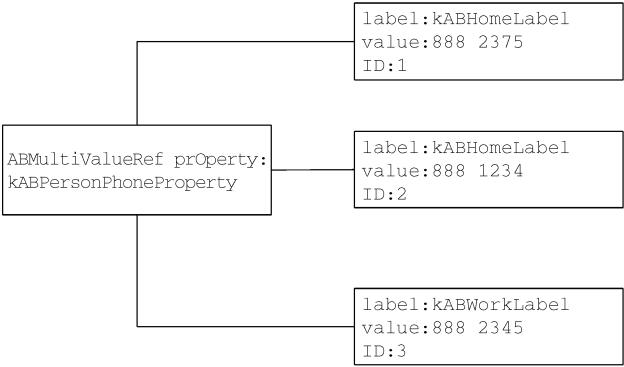 label:kABHomeLabel
value:888 2375
ID:1
ABMultiValueRef prOperty:
kABPersonPhoneProperty
label:kABHomeLabel
value:888 1234
ID:2
label:kABWorkLabel
value:888 2345
ID:3